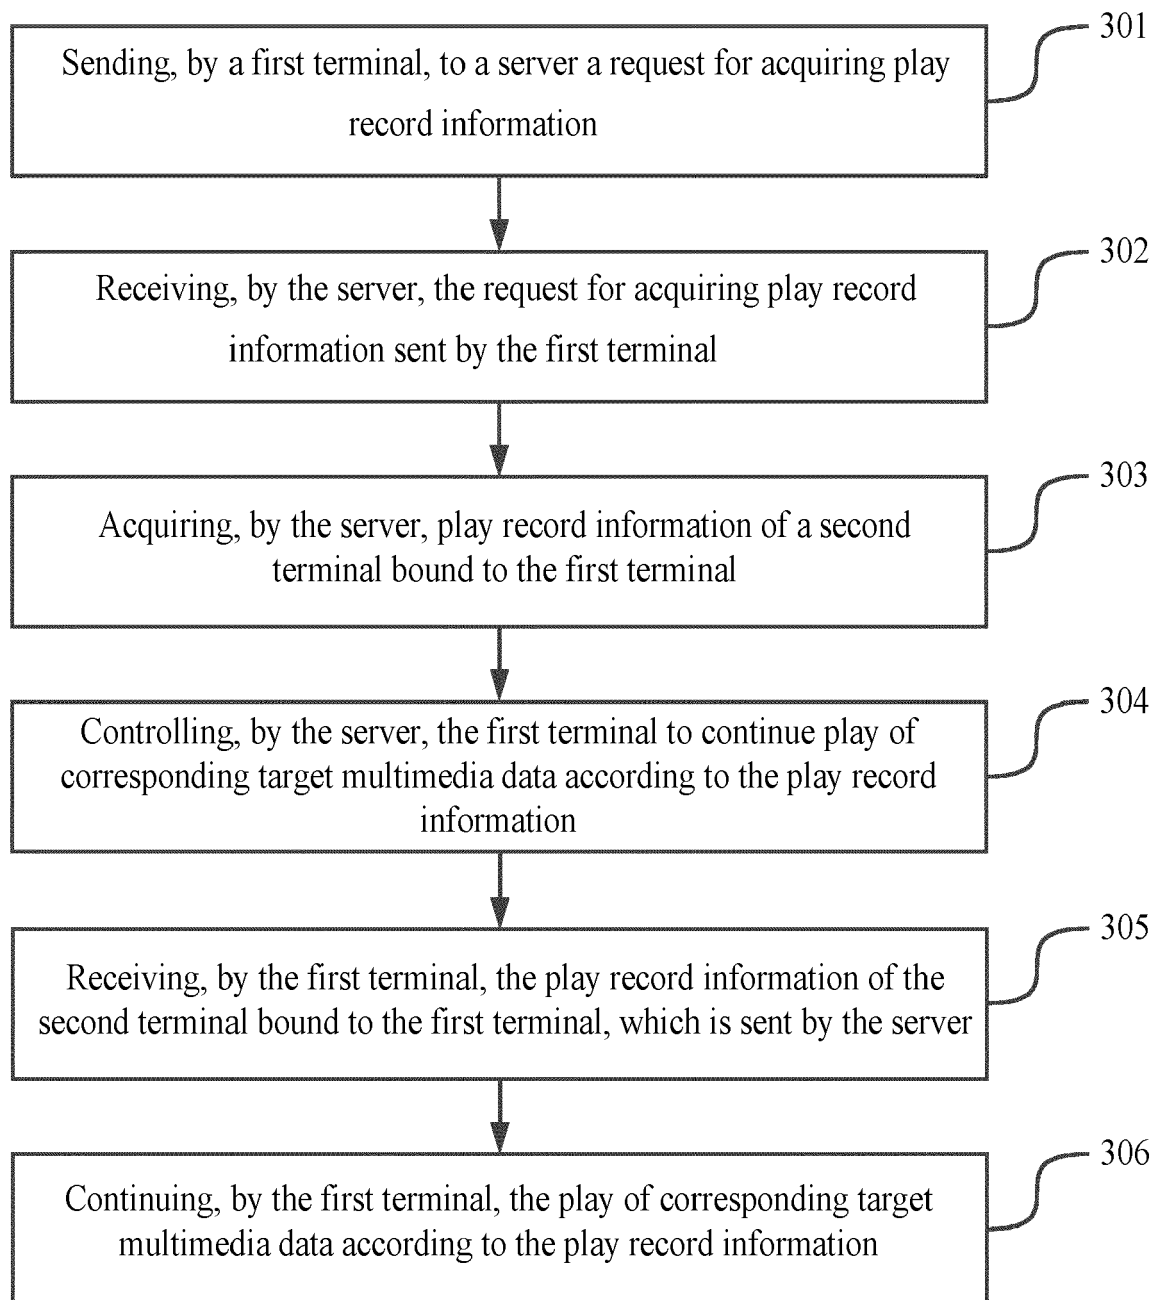 301
Sending, by a first terminal, to a server a request for acquiring play
record information
302
Receiving, by the server, the request for acquiring play record
information sent by the first terminal
303
Acquiring, by the server, play record information of a second
terminal bound to the first terminal
304
Controlling, by the server, the first terminal to continue play of
corresponding target multimedia data according to the play record
information
305
Receiving, by the first terminal, the play record information of the
second terminal bound to the first terminal, which is sent by the server
306
Continuing, by the first terminal, the play of corresponding target
multimedia data according to the play record information